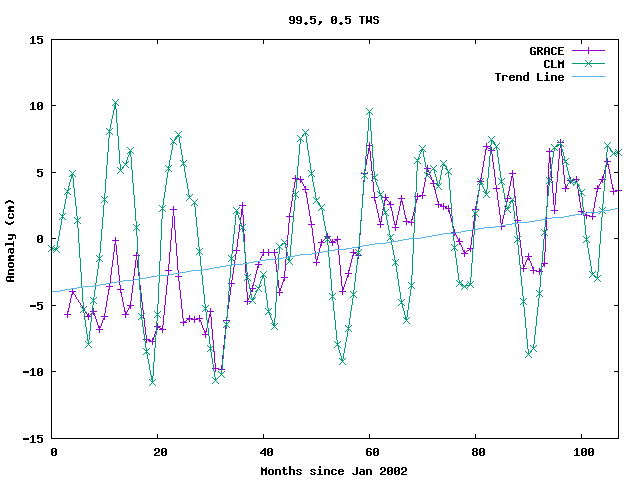 99.5, 0.5 TWS
GRACE
CLM
Trend Line
15
10
5
0
-5
-10
-15
Anomaly (cm)
0 20 40 60 80 100
Months since Jan 2002